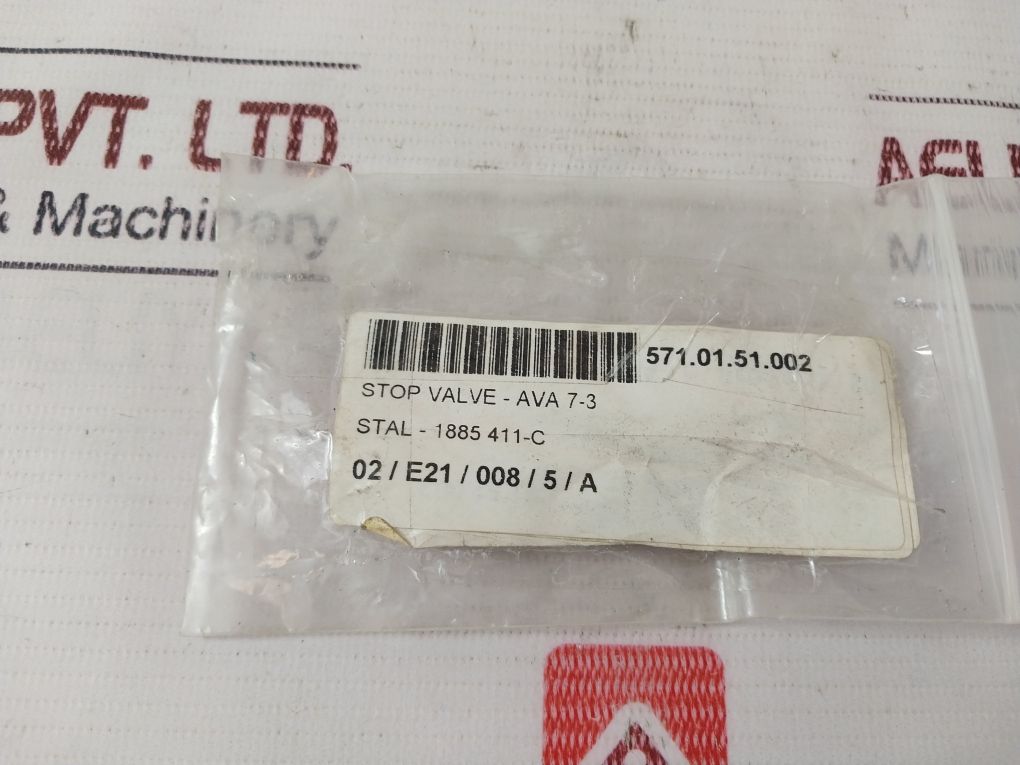 PVT. LTD.
& Machinery
571.01.51.002
STOP VALVE - AVA 7-3
STAL - 1885 411-C
02 / E21 / 008 / 5 / A